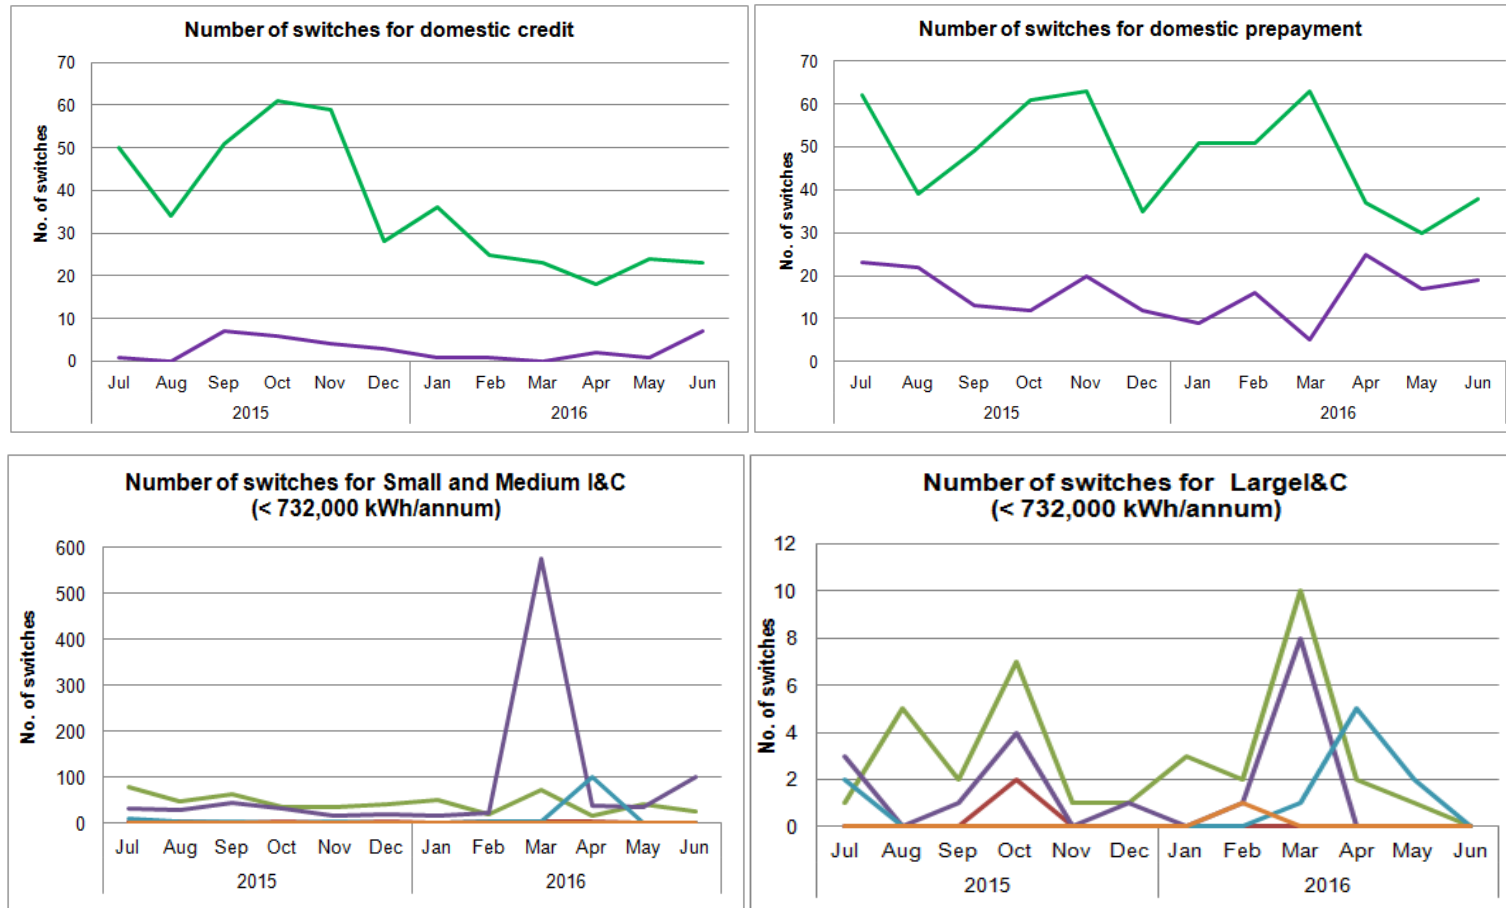 Number of switches for domestic credit
No. of switches
70
60
50
40
30
20
10
0
Jul Aug Sep Oct Nov Dec Jan Feb Mar Apr May Jun
2015 2016
Number of switches for domestic prepayment
No. of switches
70
60
50
40
30
20
10
0
Jul Aug Sep Oct Nov Dec Jan Feb Mar Apr May Jun
2015 2016
Number of switches for Small and Medium I&C
(< 732,000 kWh/annum)
No. of switches
600
500
400
300
200
100
0
Jul Aug Sep Oct Nov Dec Jan Feb Mar Apr May Jun
2015 2016
Number of switches for LargeI&C
(< 732,000 kWh/annum)
No. of switches
12
10
8
6
4
2
0
Jul Aug Sep Oct Nov Dec Jan Feb Mar Apr May Jun
2015 2016